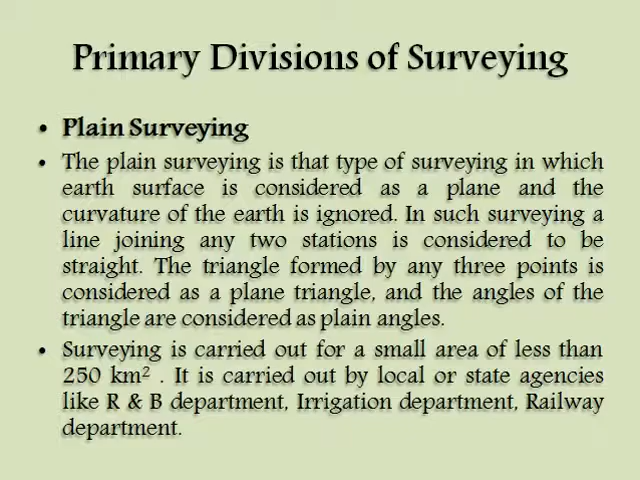 Primary Divisions of Surveying
• Plain Surveying
• The plain surveying is that type of surveying in which
earth surface is considered as a plane and the
curvature of the earth is ignored. In such surveying a
line joining any two stations is considered to be
straight. The triangle formed by any three points is
considered as a plane triangle, and the angles of the
triangle are considered as plain angles.
• Surveying is carried out for a small area of less than
250 km² . It is carried out by local or state agencies
like R & B department, Irrigation department, Railway
department.